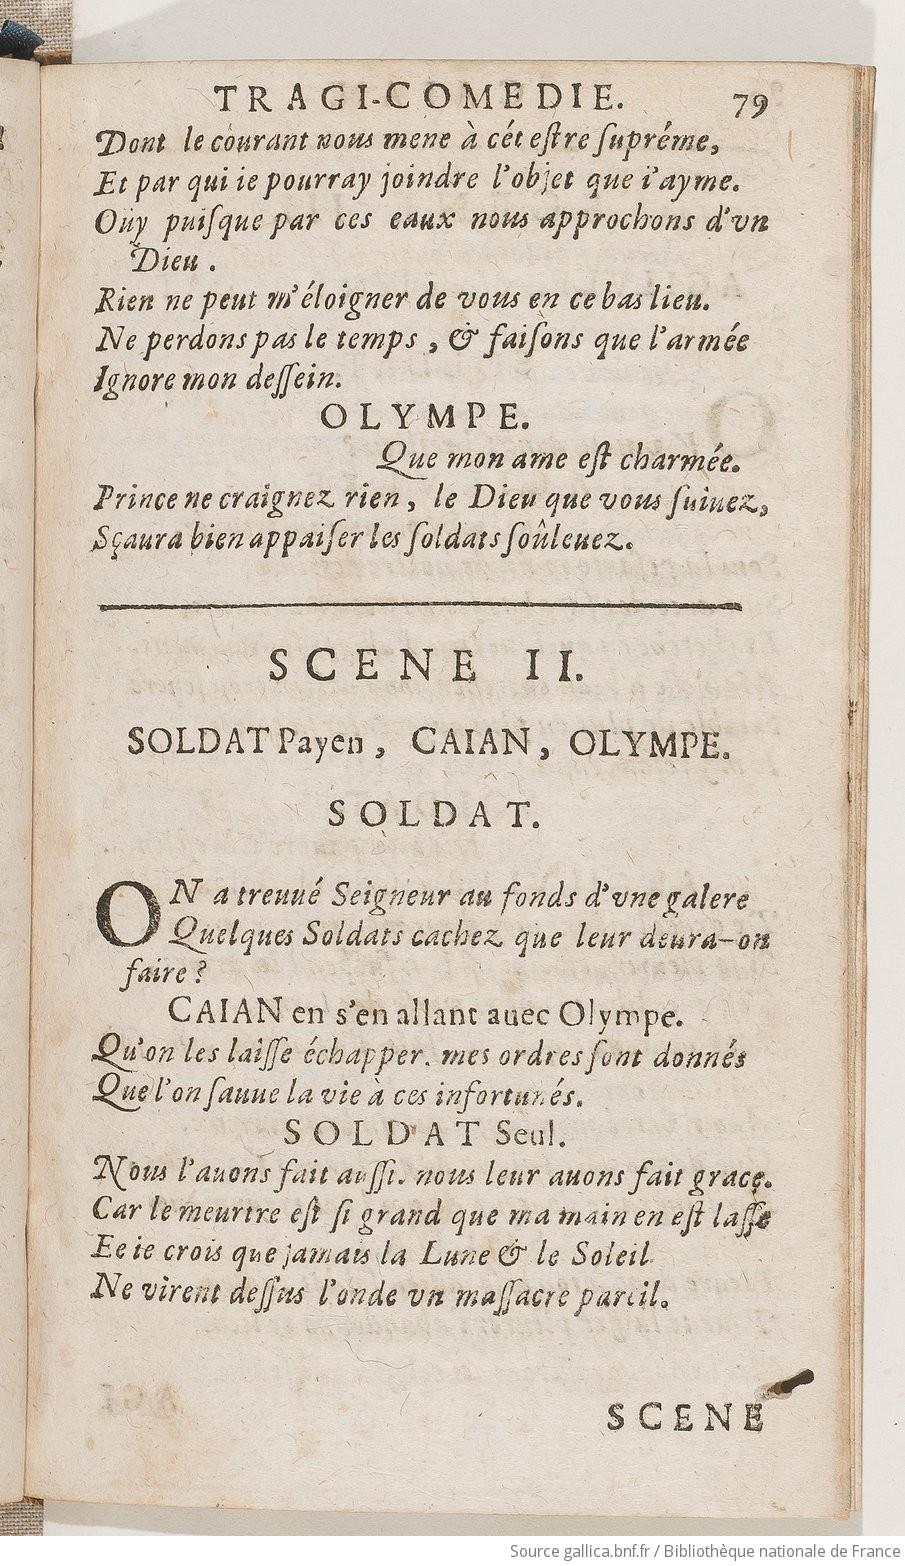 TRAGI-COMEDIE. 79
Dont le courant nous mene à cét estre supréme,
Et par qui ie pourray joindre l'objet que i'ayme.
Oüy puisque par ces eaux nous approchons d'vn
Dieu.
Rien ne peut m'éloigner de vous en ce bas lieu.
Ne perdons pas le temps, & faisons que l'armée
Ignore mon dessein.
OLYMPE.
Que mon ame est charmée.
Prince ne craignez rien, le Dieu que vous suiuez,
Sçaura bien appaiser les soldats soûleuez.
SCENE II.
SOLDAT Payen, CAIAN, OLYMPE.
SOLDAT.
ON a treuué Seigneur au fonds d'vne galere
Quelques Soldats cachez que leur deura-on
faire?
CAIAN en s'en allant auec Olympe.
Qu'on les laisse échapper. mes ordres sont donnés
Que l'on sauue la vie à ces infortunés.
SOLDAT Seul.
Nous l'auons fait aussi. nous leur auons fait grace.
Car le meurtre est si grand que ma main en est lasse
Ee ie crois que jamais la Lune & le Soleil
Ne virent dessus l'onde vn massacre pareil.
SCENE
Source gallica.bnf.fr / Bibliothèque nationale de France